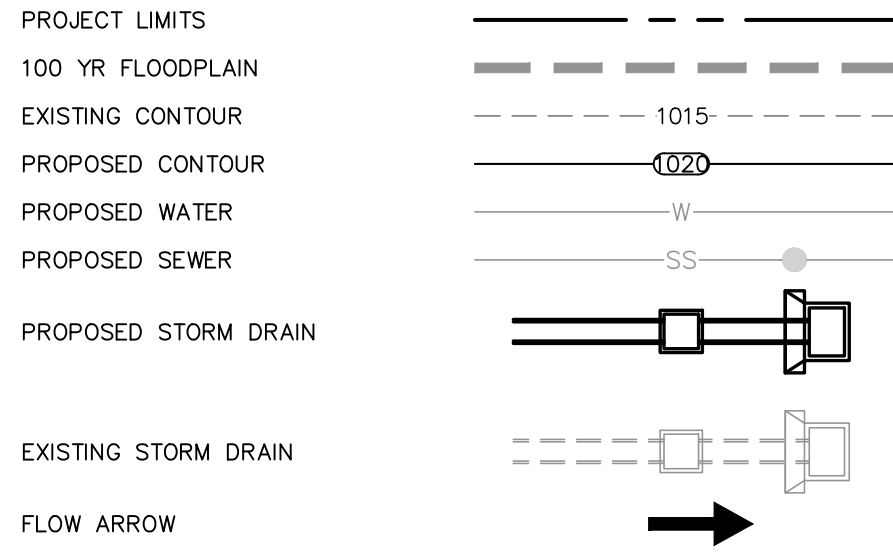 PROJECT LIMITS
100 YR FLOODPLAIN
EXISTING CONTOUR 1015
PROPOSED CONTOUR 1020
PROPOSED WATER W
PROPOSED SEWER SS
PROPOSED STORM DRAIN
EXISTING STORM DRAIN
FLOW ARROW